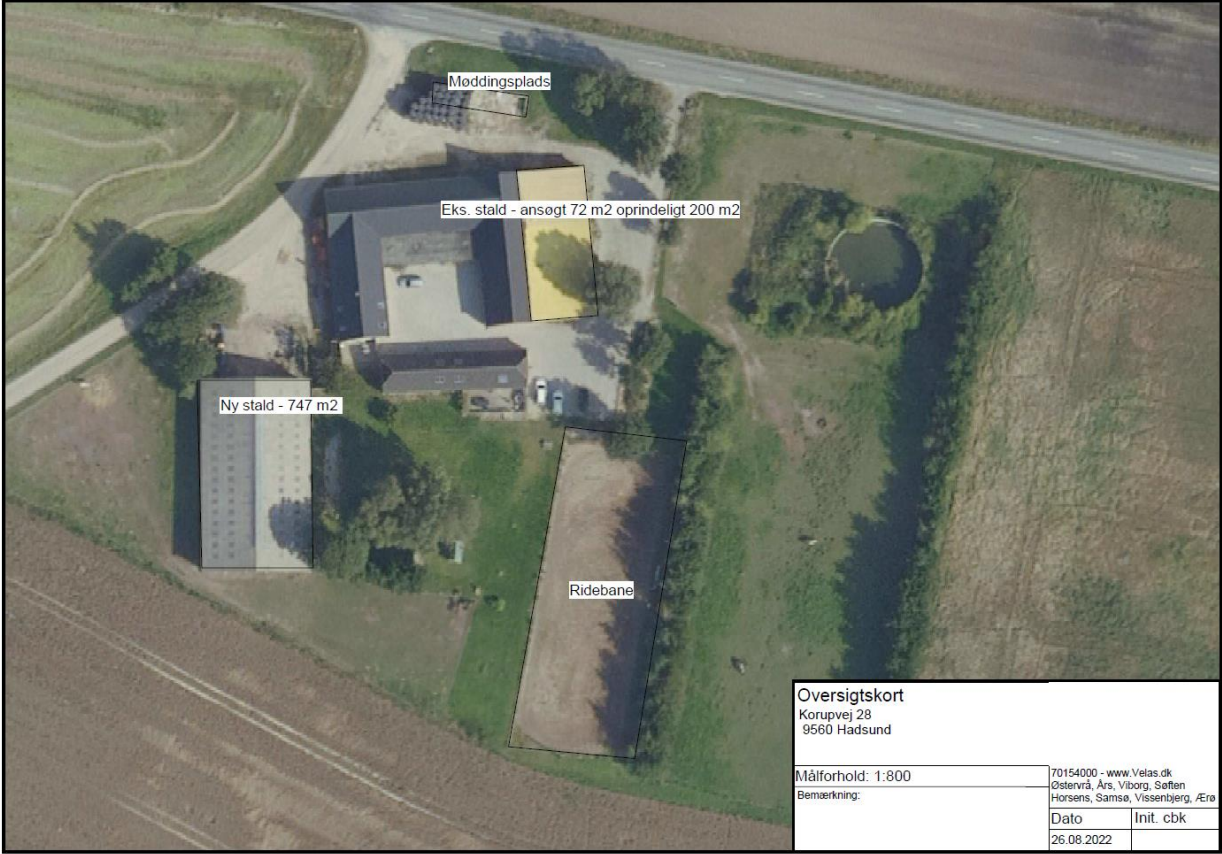 Møddingsplads
Eks. stald - ansøgt 72 m2 oprindeligt 200 m2
Ny stald - 747 m2
Ridebane
Oversigtskort
Korupvej 28
9560 Hadsund
Målforhold: 1:800
Bemærkning:
70154000 - www.Velas.dk
Østervrå, Års, Viborg, Søften
Horsens, Samsø, Vissenbjerg, Ærø
Dato
Init. cbk
26.08.2022